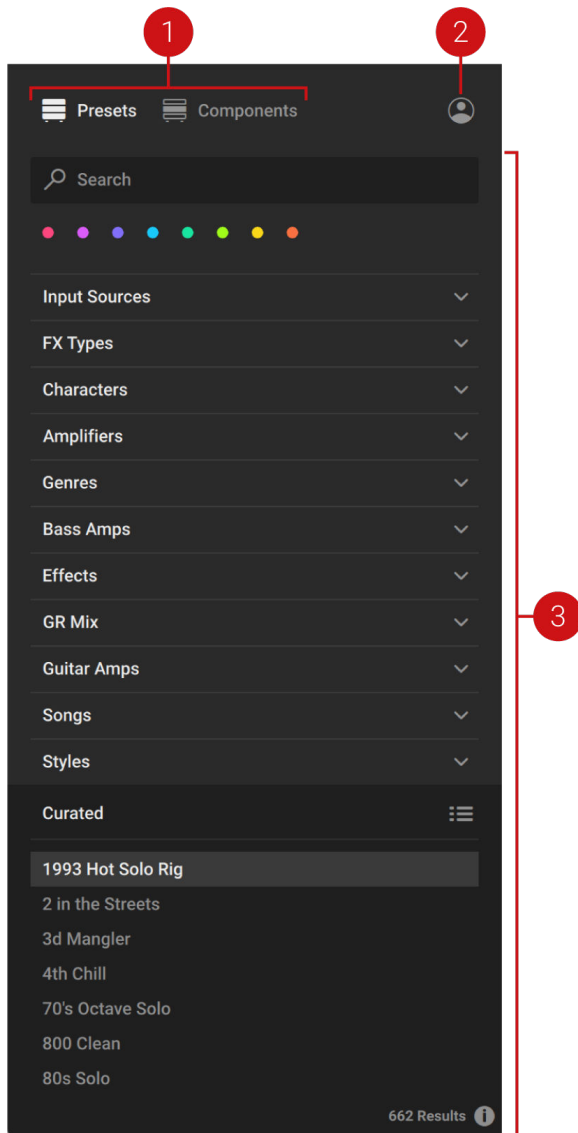 1 2
Presets Components
Search
Input Sources
FX Types
Characters
Amplifiers
Genres
Bass Amps
Effects
GR Mix
3
Guitar Amps
Songs
Styles
Curated
1993 Hot Solo Rig
2 in the Streets
3d Mangler
4th Chill
70's Octave Solo
800 Clean
80s Solo
662 Results i